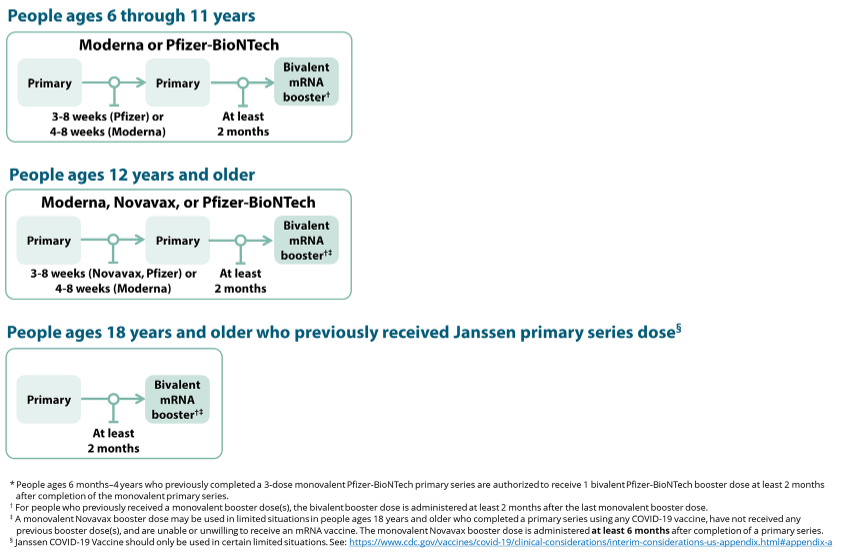 People ages 6 through 11 years
Moderna or Pfizer-BioNTech
Primary
Primary
Bivalent
mRNA
booster†
3-8 weeks (Pfizer) or
4-8 weeks (Moderna)
At least
2 months
People ages 12 years and older
Moderna, Novavax, or Pfizer-BioNTech
Primary
Primary
Bivalent
mRNA
booster†‡
3-8 weeks (Novavax, Pfizer) or
4-8 weeks (Moderna)
At least
2 months
People ages 18 years and older who previously received Janssen primary series dose§
Primary
Bivalent
mRNA
booster†‡
At least
2 months
* People ages 6 months–4 years who previously completed a 3-dose monovalent Pfizer-BioNTech primary series are authorized to receive 1 bivalent Pfizer-BioNTech booster dose at least 2 months
after completion of the monovalent primary series.
† For people who previously received a monovalent booster dose(s), the bivalent booster dose is administered at least 2 months after the last monovalent booster dose.
‡ A monovalent Novavax booster dose may be used in limited situations in people ages 18 years and older who completed a primary series using any COVID-19 vaccine, have not received any
previous booster dose(s), and are unable or unwilling to receive an mRNA vaccine. The monovalent Novavax booster dose is administered at least 6 months after completion of a primary series.
§ Janssen COVID-19 Vaccine should only be used in certain limited situations. See: https://www.cdc.gov/vaccines/covid-19/clinical-considerations/interim-considerations-us-appendix.html#appendix-a